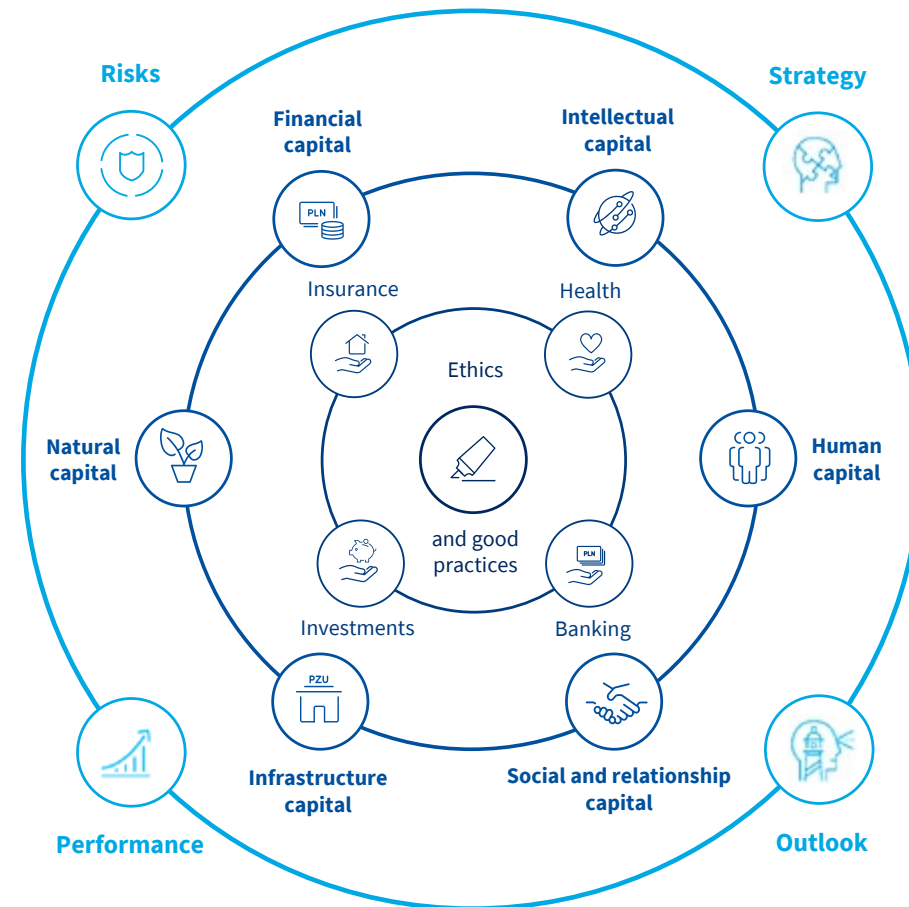 Risks
Strategy
Financial
capital
Intellectual
capital
PLN
Insurance
Health
Ethics
Natural
capital
Human
capital
and good
practices
PLN
Investments
Banking
PZU
Infrastructure
capital
Social and relationship
capital
Performance
Outlook